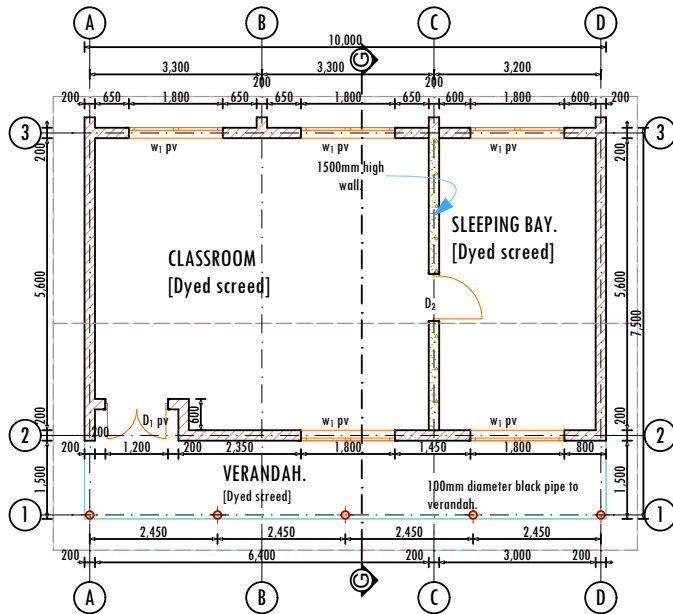 A B C D
10,000
G
3,300 3,300 3,200
200 650 1,800 650 200 650 1,800 650 200 600 1,800 600 200
3 3
200 200
w₁ pv w₁ pv w₁ pv
1500mm high
wall.
SLEEPING BAY.
[Dyed screed]
CLASSROOM
[Dyed screed]
5,600 5,600
7,500
D₂
600
D₁ pv w₁ pv w₁ pv
200 200 200
2 2
200 1,200 200 2,350 1,800 1,450 1,800 800
VERANDAH.
[Dyed screed]
100mm diameter black pipe to
verandah.
1,500 1,500
1 1
2,450 2,450 2,450 2,450
200 6,400 200 3,000 200
G
A B C D